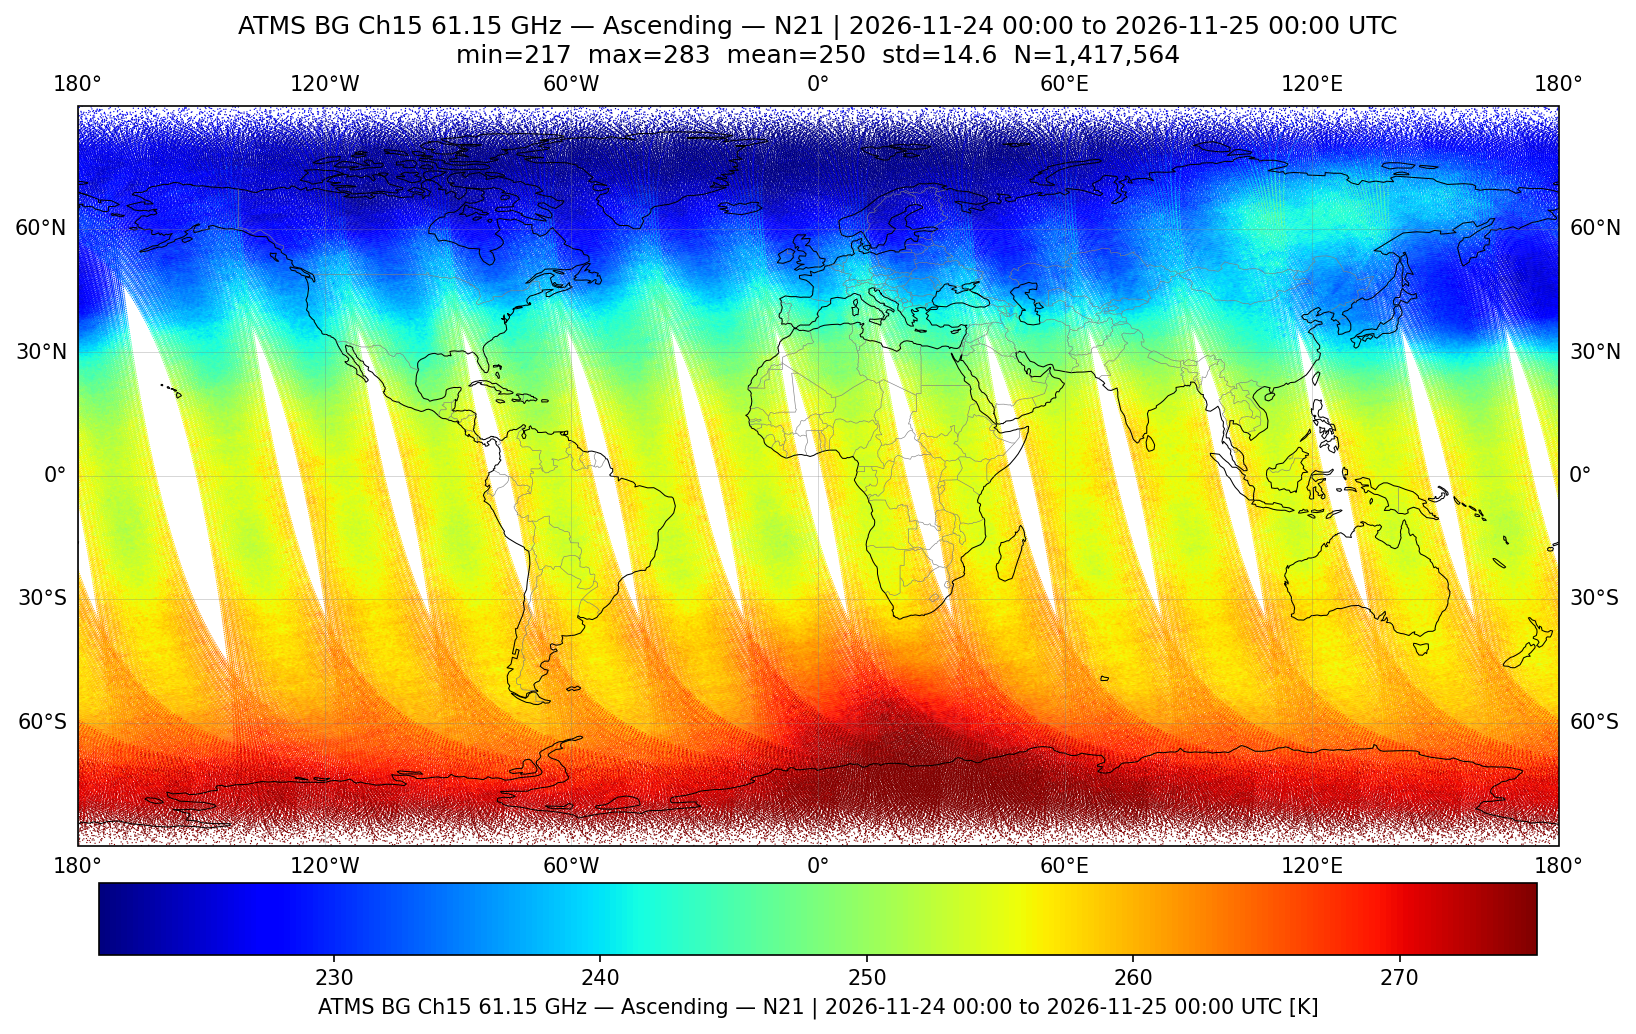 ATMS BG Ch15 61.15 GHz — Ascending — N21 | 2026-11-24 00:00 to 2026-11-25 00:00 UTC
min=217 max=283 mean=250 std=14.6 N=1,417,564
180° 120°W 60°W 0° 60°E 120°E 180°
60°N 60°N
30°N 30°N
0° 0°
30°S 30°S
60°S 60°S
180° 120°W 60°W 0° 60°E 120°E 180°
230 240 250 260 270
ATMS BG Ch15 61.15 GHz — Ascending — N21 | 2026-11-24 00:00 to 2026-11-25 00:00 UTC [K]